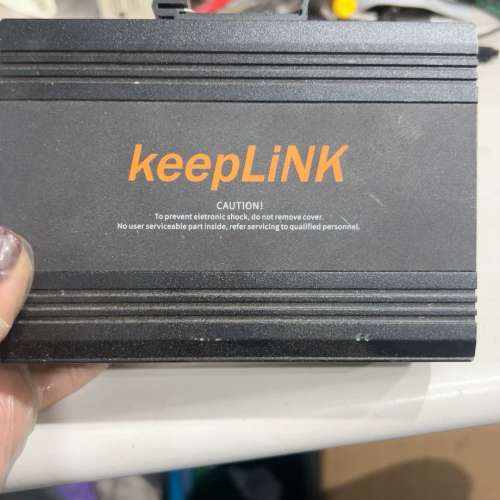 keepLiNK
CAUTION!
To prevent eletronic shock, do not remove cover.
No user serviceable part inside, refer servicing to qualified personnel.